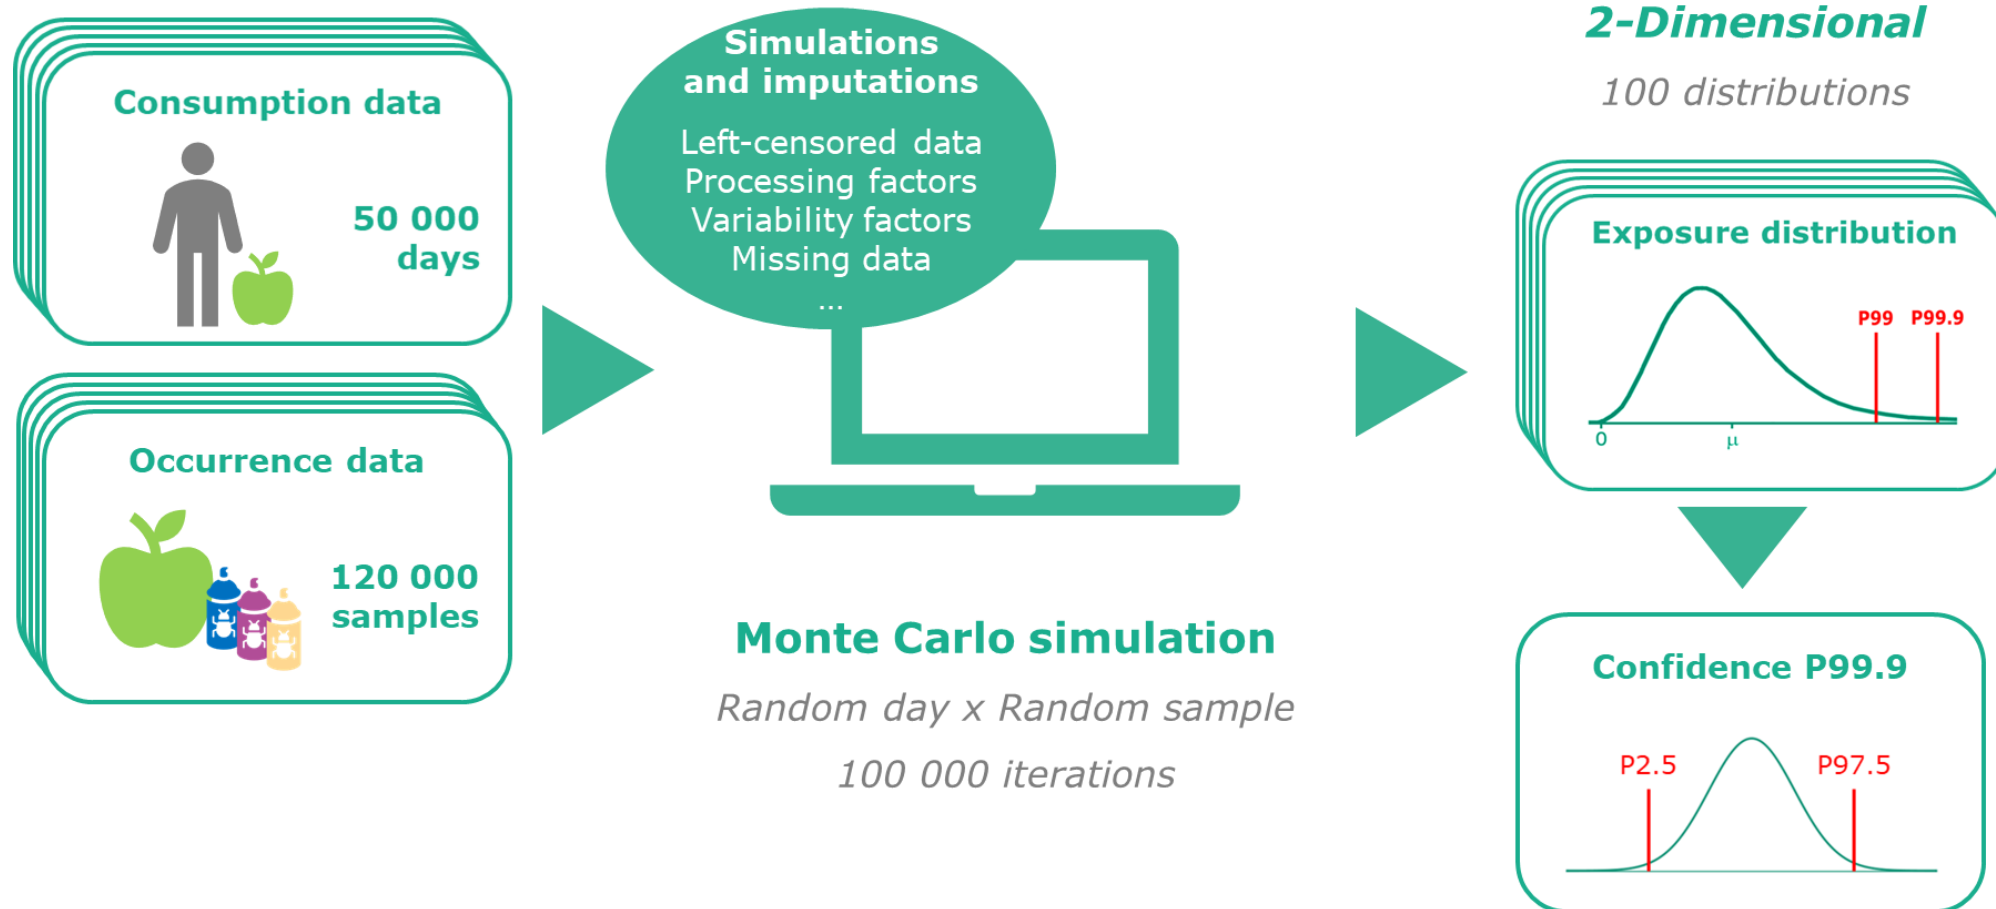 Consumption data
50 000
days
Occurrence data
120 000
samples
Simulations
and imputations
Left-censored data
Processing factors
Variability factors
Missing data
...
Monte Carlo simulation
Random day x Random sample
100 000 iterations
2-Dimensional
100 distributions
Exposure distribution
P99 P99.9
0 μ
Confidence P99.9
P2.5 P97.5